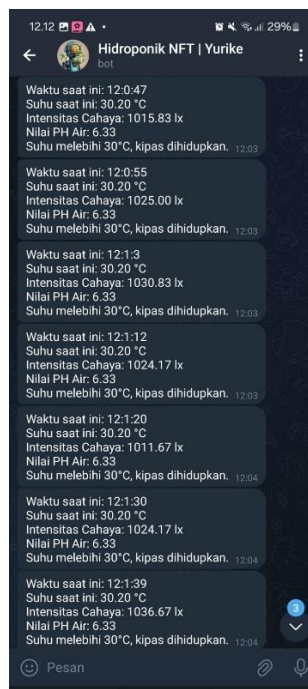 12.12
29%
Hidroponik NFT | Yurike
bot
Waktu saat ini: 12:0:47
Suhu saat ini: 30.20 °C
Intensitas Cahaya: 1015.83 lx
Nilai PH Air: 6.33
Suhu melebihi 30°C, kipas dihidupkan. 12:03
Waktu saat ini: 12:0:55
Suhu saat ini: 30.20 °C
Intensitas Cahaya: 1025.00 lx
Nilai PH Air: 6.33
Suhu melebihi 30°C, kipas dihidupkan. 12:03
Waktu saat ini: 12:1:3
Suhu saat ini: 30.20 °C
Intensitas Cahaya: 1030.83 lx
Nilai PH Air: 6.33
Suhu melebihi 30°C, kipas dihidupkan. 12:03
Waktu saat ini: 12:1:12
Suhu saat ini: 30.20 °C
Intensitas Cahaya: 1024.17 lx
Nilai PH Air: 6.33
Suhu melebihi 30°C, kipas dihidupkan. 12:03
Waktu saat ini: 12:1:20
Suhu saat ini: 30.20 °C
Intensitas Cahaya: 1011.67 lx
Nilai PH Air: 6.33
Suhu melebihi 30°C, kipas dihidupkan. 12:04
Waktu saat ini: 12:1:30
Suhu saat ini: 30.20 °C
Intensitas Cahaya: 1024.17 lx
Nilai PH Air: 6.33
Suhu melebihi 30°C, kipas dihidupkan. 12:04
Waktu saat ini: 12:1:39
Suhu saat ini: 30.20 °C
Intensitas Cahaya: 1036.67 lx
Nilai PH Air: 6.33
Suhu melebihi 30°C, kipas dihidupkan. 12:04
3
Pesan